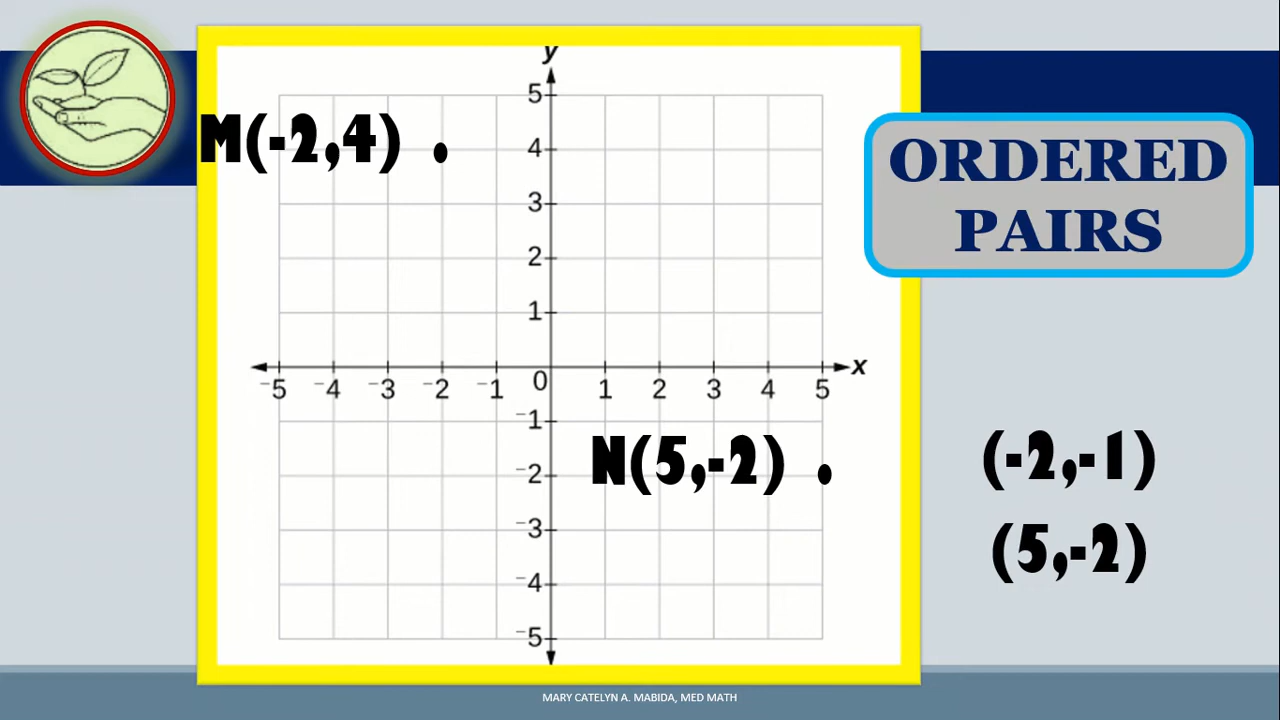 y
5
M(-2,4) .
4
3
2
1
x
-5 -4 -3 -2 -1 0 1 2 3 4 5
-1
N(5,-2) .
-2
-3
-4
-5
ORDERED
PAIRS
(-2,-1)
(5,-2)
MARY CATELYN A. MABIDA, MED MATH